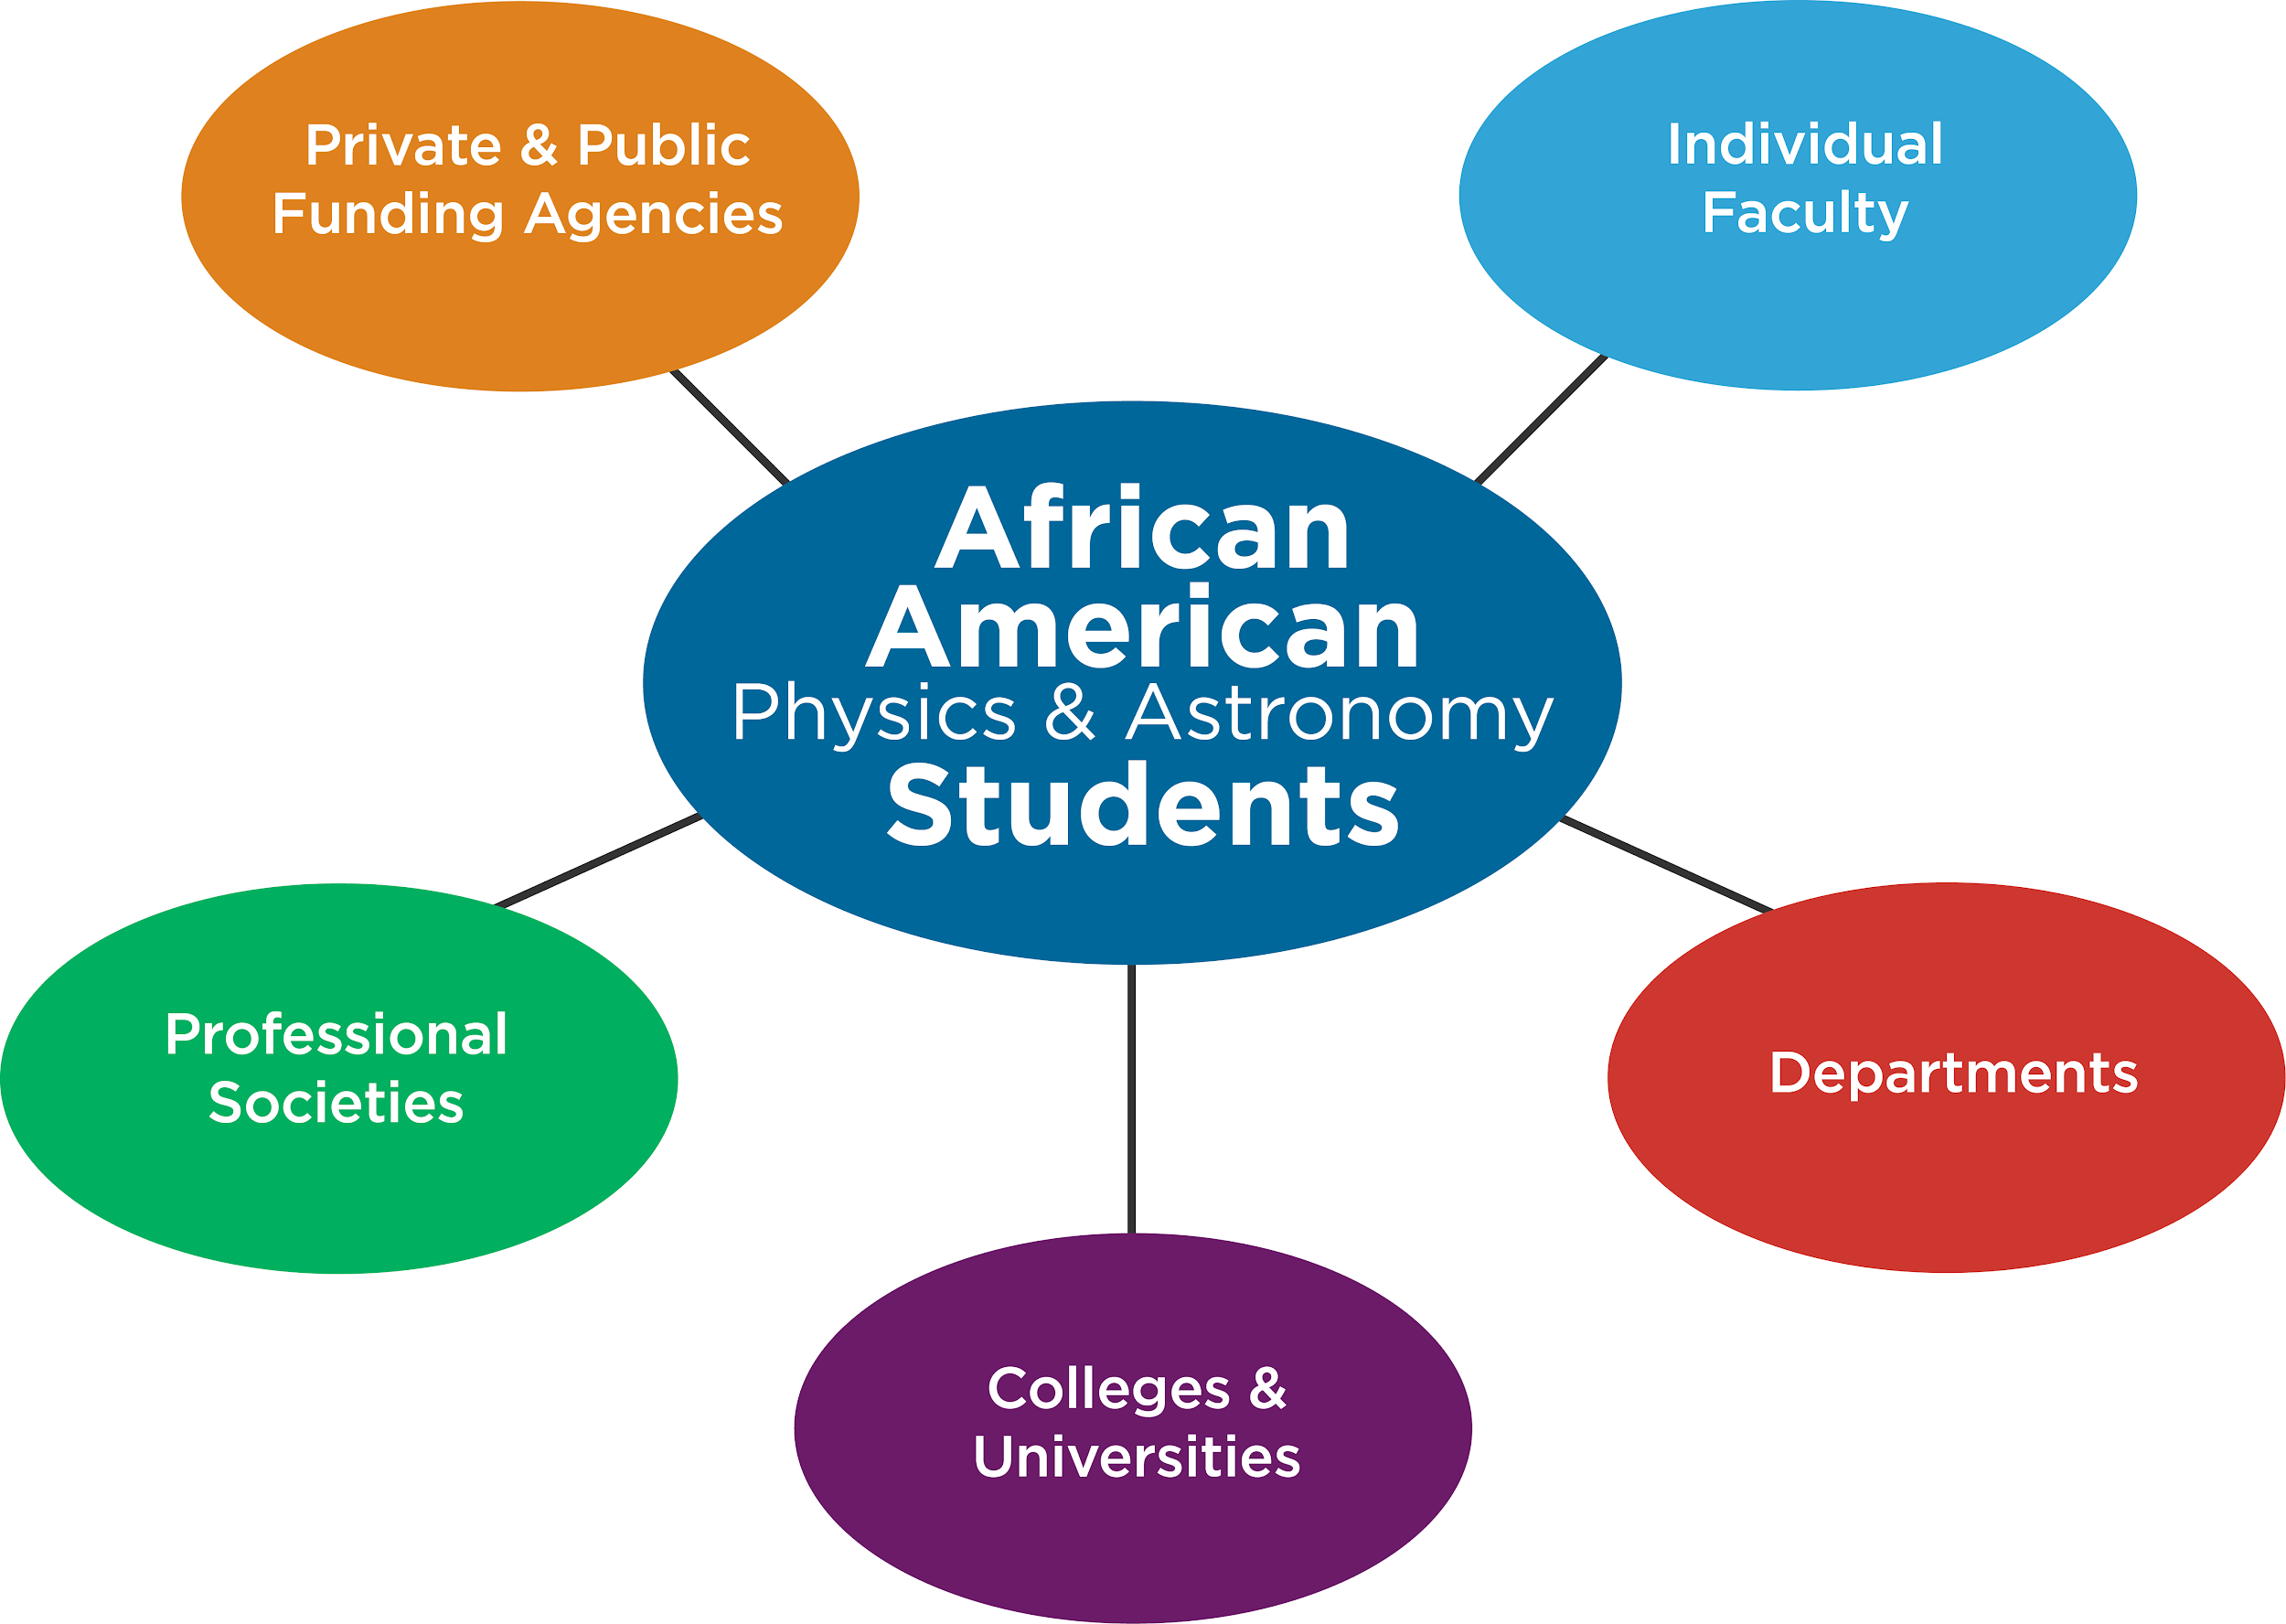 Private & Public
Funding Agencies
Individual
Faculty
African
American
Physics & Astronomy
Students
Professional
Societies
Departments
Colleges &
Universities